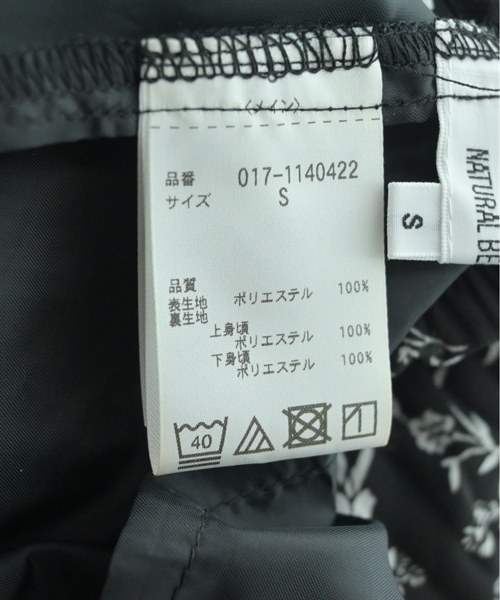 〈メイン〉
品番 017-1140422
サイズ S
品質
表生地 ポリエステル 100%
裏生地
上身頃
ポリエステル 100%
下身頃
ポリエステル 100%
40
S
NATURAL BE